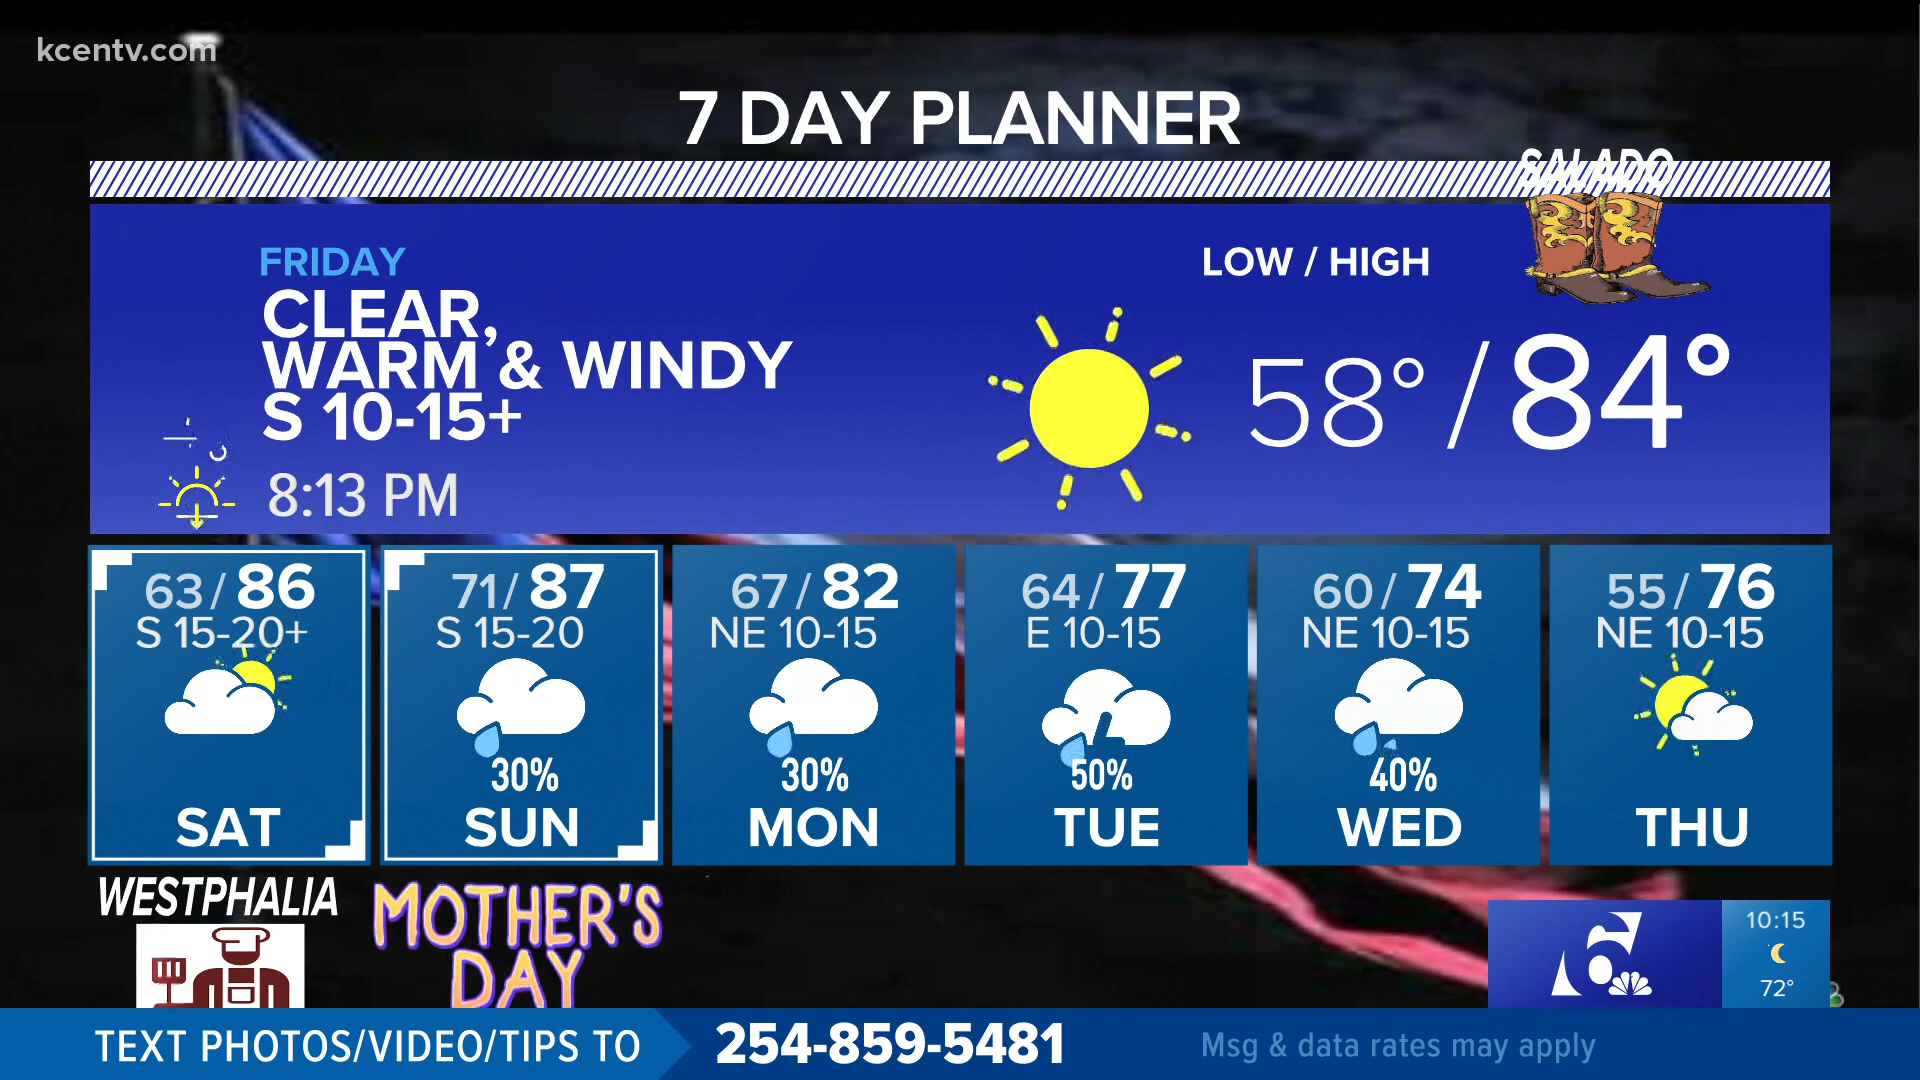 kcentv.com
7 DAY PLANNER
SALADO
FRIDAY
LOW / HIGH
CLEAR,
WARM & WINDY
S 10-15+
58° / 84°
8:13 PM
63 / 86
S 15-20+
SAT
71 / 87
S 15-20
30%
SUN
67 / 82
NE 10-15
30%
MON
64 / 77
E 10-15
50%
TUE
60 / 74
NE 10-15
40%
WED
55 / 76
NE 10-15
THU
WESTPHALIA
MOTHER'S
DAY
6
10:15
72°
TEXT PHOTOS/VIDEO/TIPS TO
254-859-5481
Msg & data rates may apply